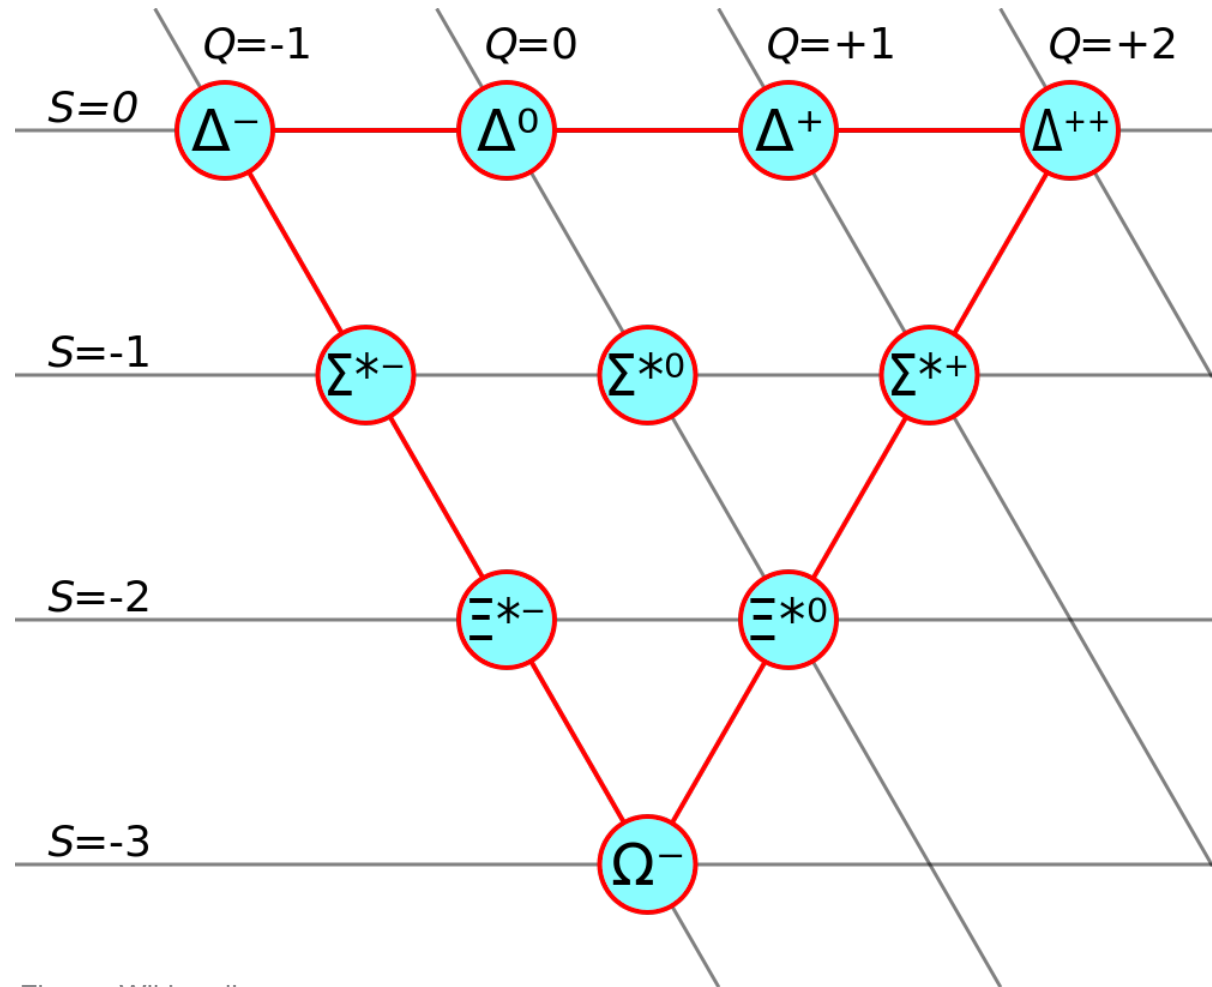 Q=-1 Q=0 Q=+1 Q=+2
S=0
Δ⁻ Δ⁰ Δ⁺ Δ⁺⁺
S=-1
Σ*⁻ Σ*⁰ Σ*⁺
S=-2
Ξ*⁻ Ξ*⁰
S=-3
Ω⁻